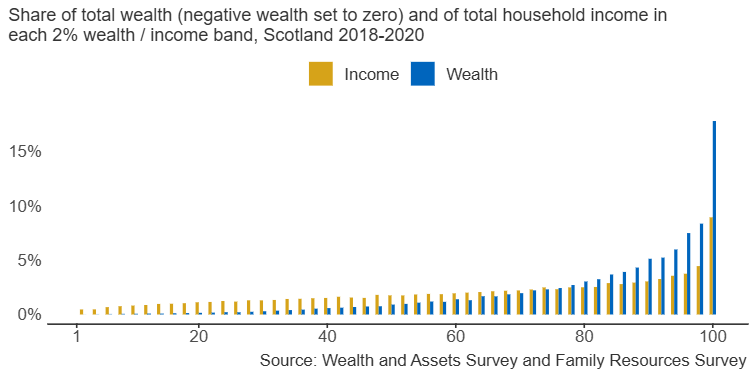 Share of total wealth (negative wealth set to zero) and of total household income in
each 2% wealth / income band, Scotland 2018-2020
Income Wealth
15%
10%
5%
0%
1 20 40 60 80 100
Source: Wealth and Assets Survey and Family Resources Survey